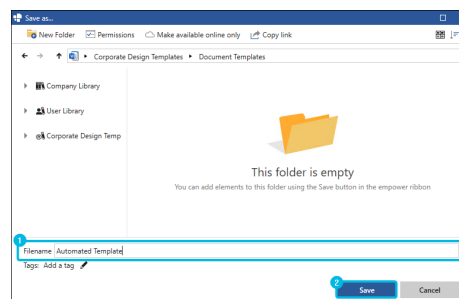 Save as...
New Folder Permissions Make available online only Copy link
Corporate Design Templates Document Templates
Company Library
User Library
Corporate Design Temp
This folder is empty
You can add elements to this folder using the Save button in the empower ribbon
1
Filename Automated Template
Tags: Add a tag
2
Save Cancel